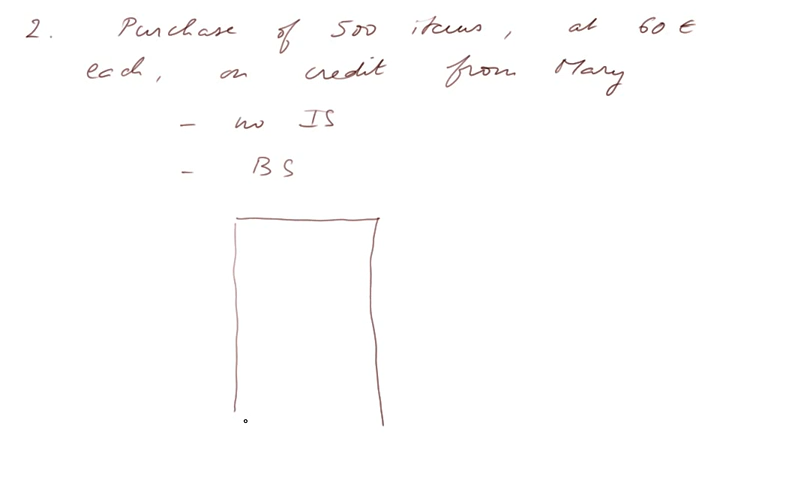 2. Purchase of 500 items, at 60 €
each, on credit from Mary
- no IS
- BS